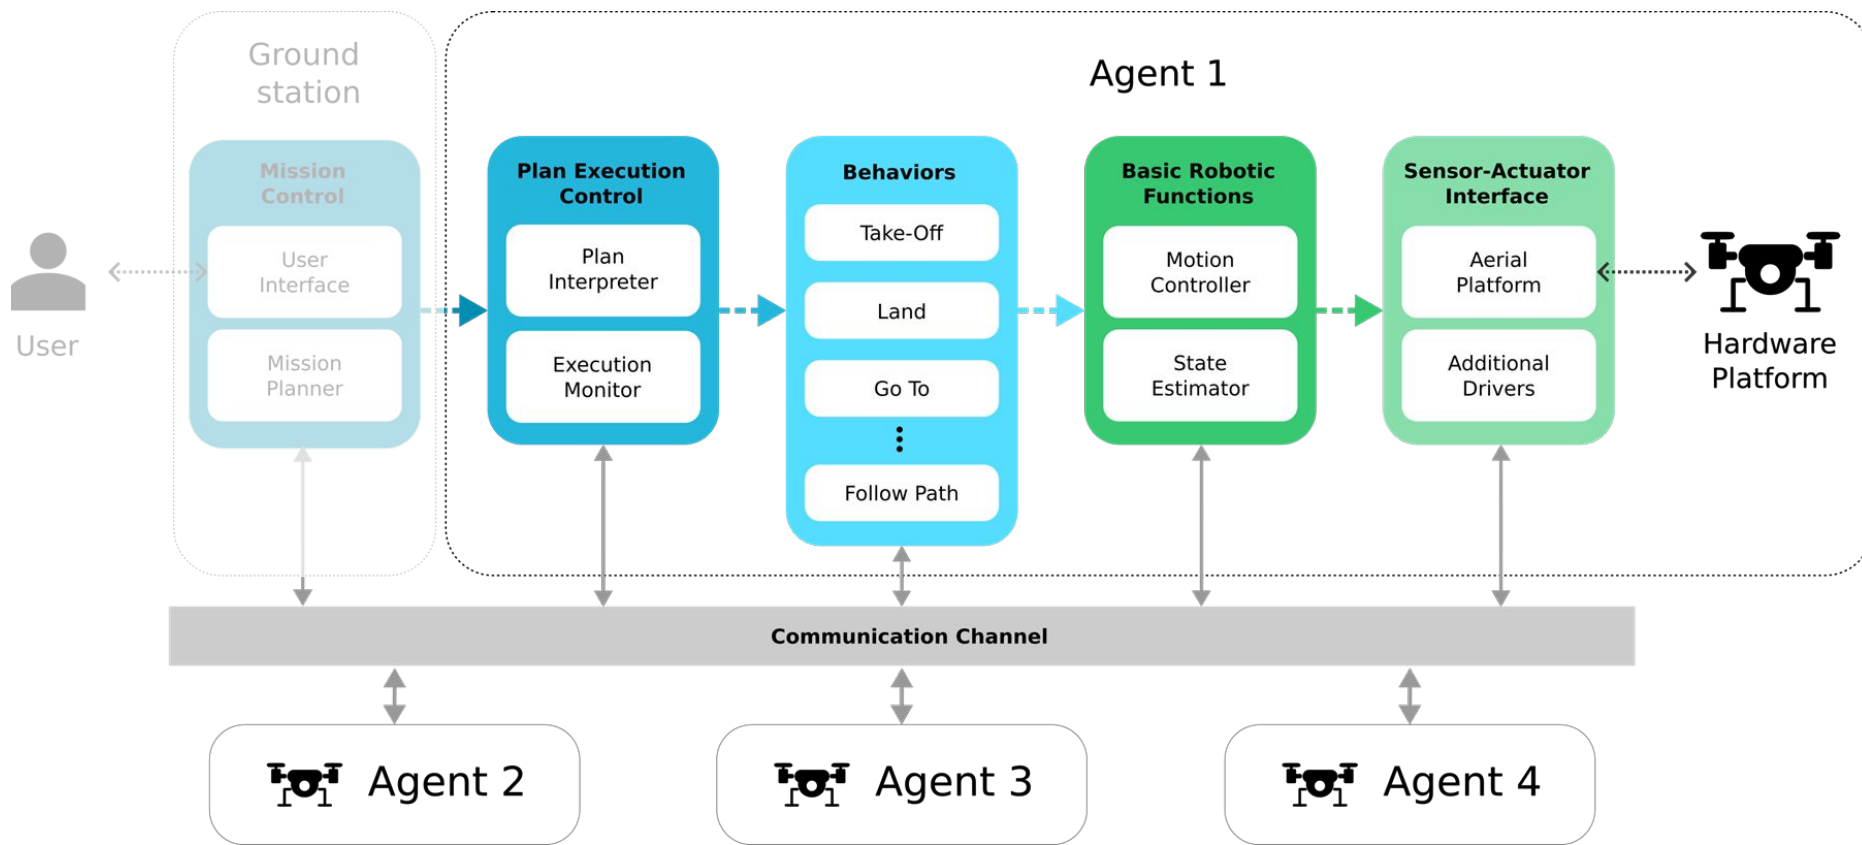 Ground
station
Agent 1
Mission
Control
User
Interface
Mission
Planner
Plan Execution
Control
Plan
Interpreter
Execution
Monitor
Behaviors
Take-Off
Land
Go To
Follow Path
Basic Robotic
Functions
Motion
Controller
State
Estimator
Sensor-Actuator
Interface
Aerial
Platform
Additional
Drivers
User
Hardware
Platform
Communication Channel
Agent 2
Agent 3
Agent 4